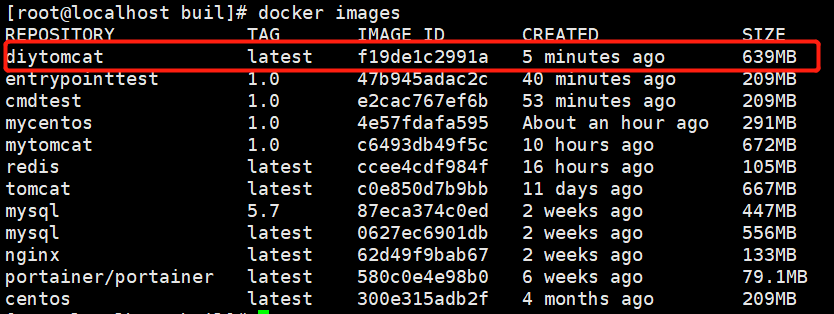 [root@localhost buil]# docker images
REPOSITORY TAG IMAGE ID CREATED SIZE
diytomcat latest f19de1c2991a 5 minutes ago 639MB
entrypointtest 1.0 47b945adac2c 40 minutes ago 209MB
cmdtest 1.0 e2cac767ef6b 53 minutes ago 209MB
mycentos 1.0 4e57fdafa595 About an hour ago 291MB
mytomcat 1.0 c6493db49f5c 10 hours ago 672MB
redis latest ccee4cdf984f 16 hours ago 105MB
tomcat latest c0e850d7b9bb 11 days ago 667MB
mysql 5.7 87eca374c0ed 2 weeks ago 447MB
mysql latest 0627ec6901db 2 weeks ago 556MB
nginx latest 62d49f9bab67 2 weeks ago 133MB
portainer/portainer latest 580c0e4e98b0 6 weeks ago 79.1MB
centos latest 300e315adb2f 4 months ago 209MB